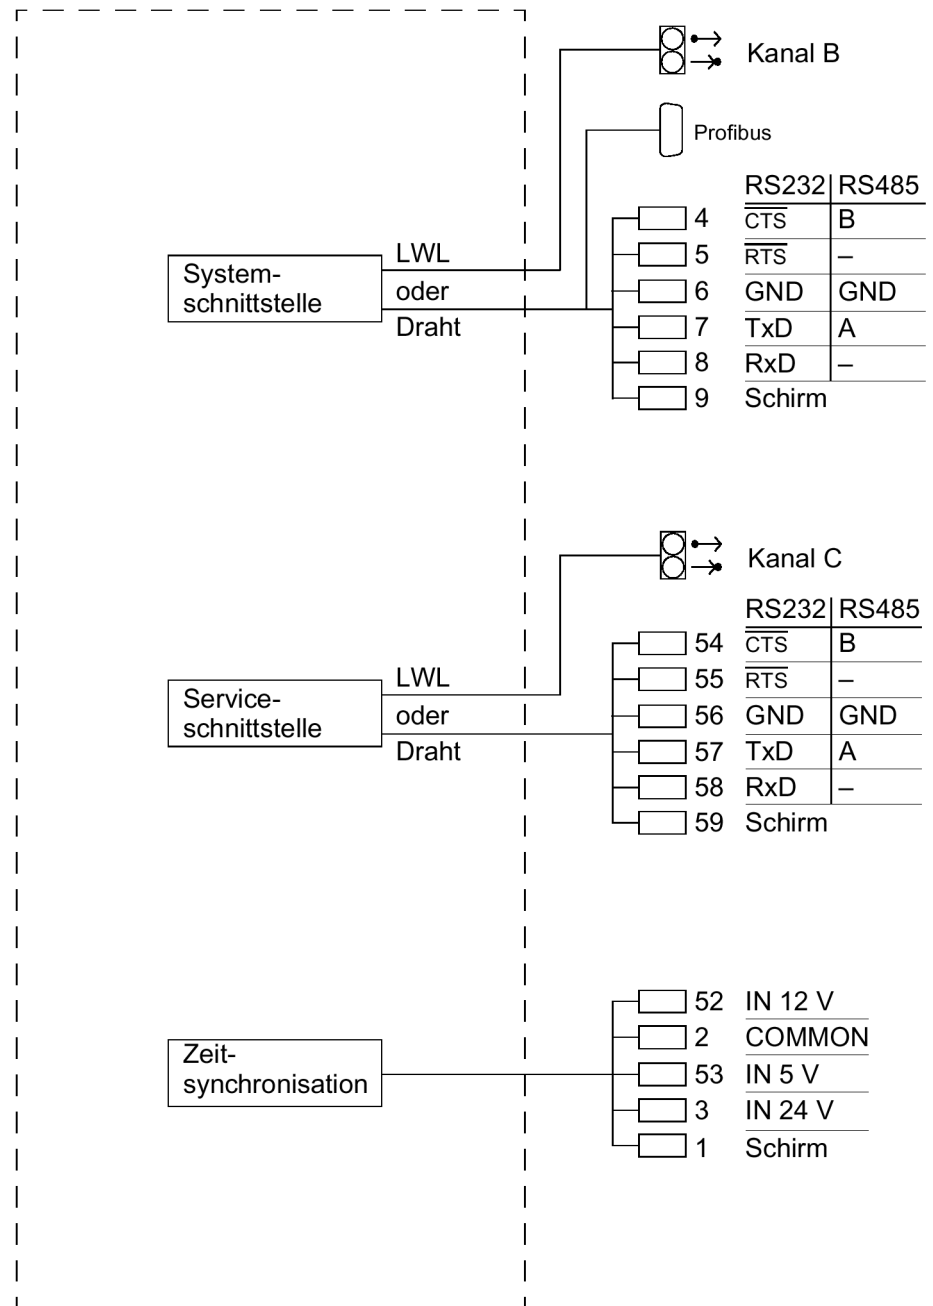 Kanal B
Profibus
RS232 RS485
4 CTS B
5 RTS –
6 GND GND
7 TxD A
8 RxD –
9 Schirm
System-
schnittstelle
LWL
oder
Draht
Kanal C
RS232 RS485
54 CTS B
55 RTS –
56 GND GND
57 TxD A
58 RxD –
59 Schirm
Service-
schnittstelle
LWL
oder
Draht
52 IN 12 V
2 COMMON
53 IN 5 V
3 IN 24 V
1 Schirm
Zeit-
synchronisation